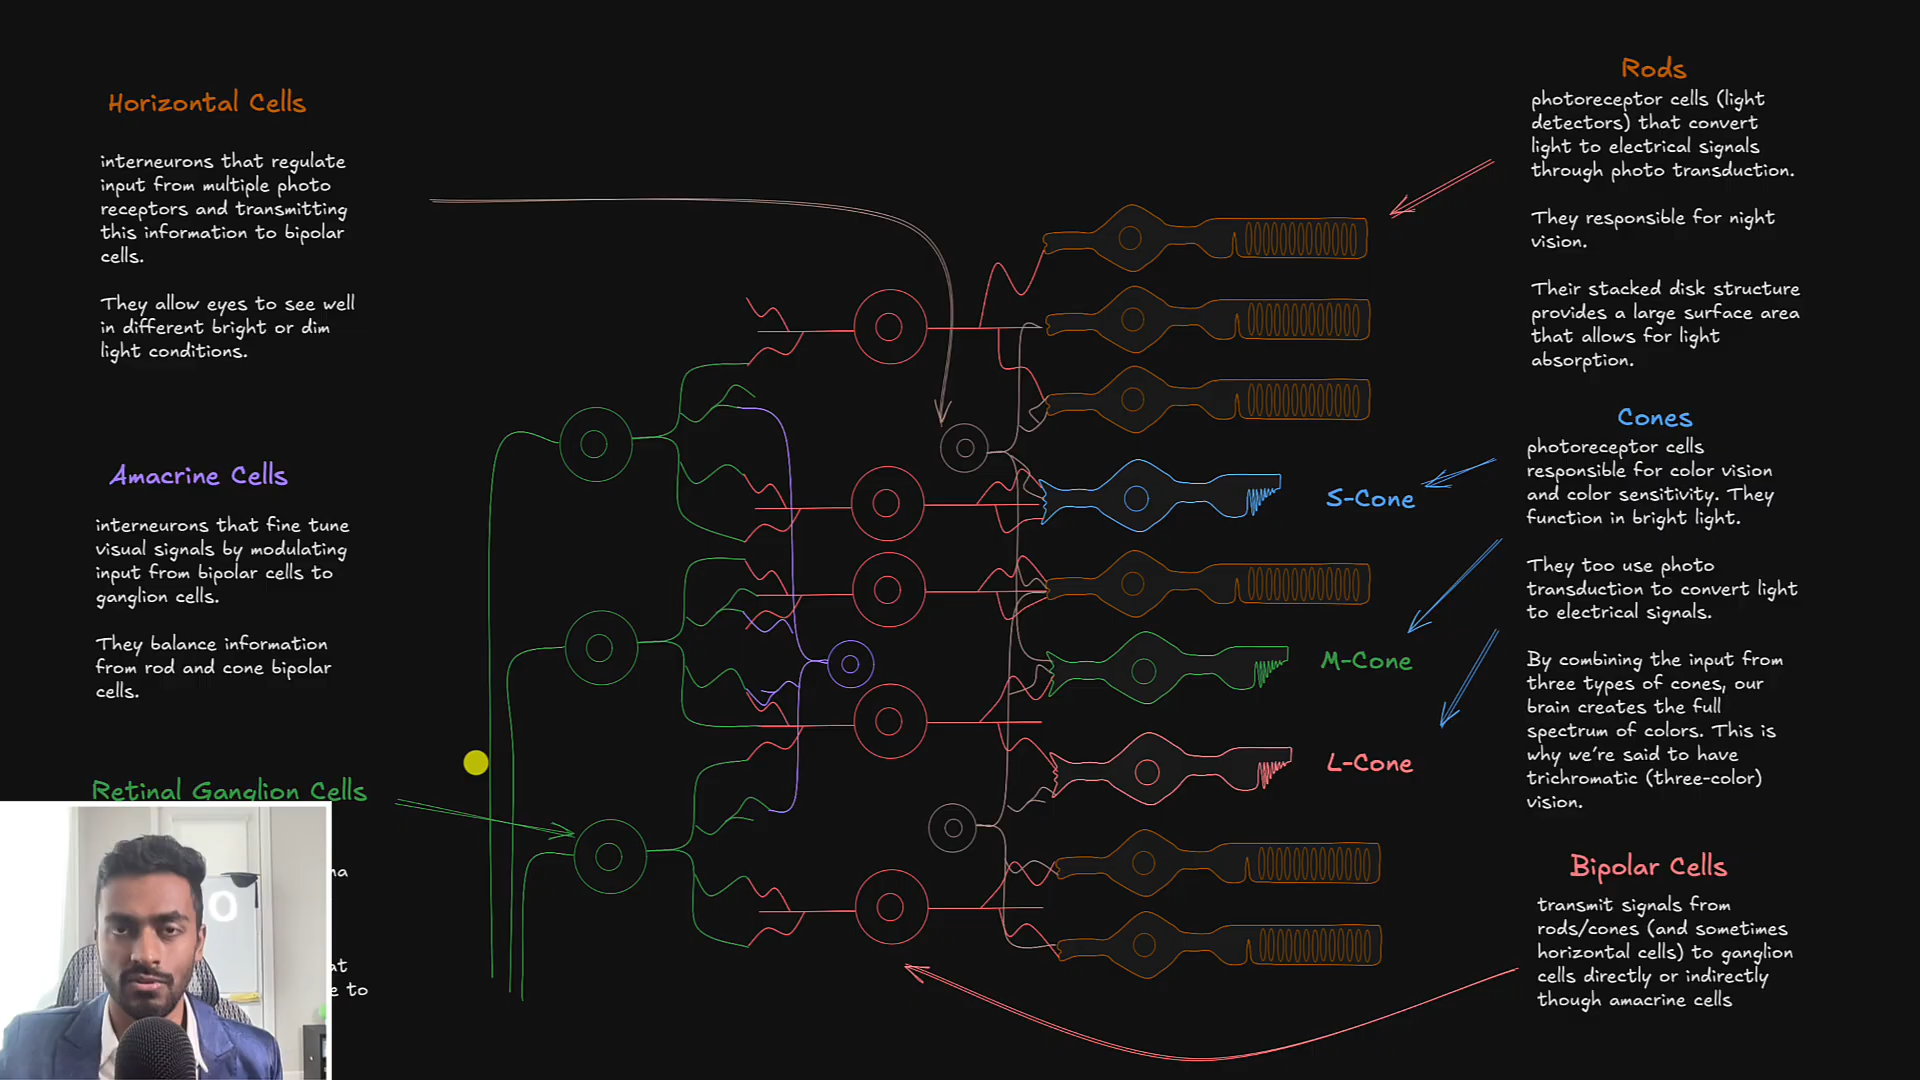 Horizontal Cells
interneurons that regulate
input from multiple photo
receptors and transmitting
this information to bipolar
cells.
They allow eyes to see well
in different bright or dim
light conditions.
Amacrine Cells
interneurons that fine tune
visual signals by modulating
input from bipolar cells to
ganglion cells.
They balance information
from rod and cone bipolar
cells.
Retinal Ganglion Cells
to
S-Cone
M-Cone
L-Cone
Rods
photoreceptor cells (light
detectors) that convert
light to electrical signals
through photo transduction.
They responsible for night
vision.
Their stacked disk structure
provides a large surface area
that allows for light
absorption.
Cones
photoreceptor cells
responsible for color vision
and color sensitivity. They
function in bright light.
They too use photo
transduction to convert light
to electrical signals.
By combining the input from
three types of cones, our
brain creates the full
spectrum of colors. This is
why we're said to have
trichromatic (three-color)
vision.
Bipolar Cells
transmit signals from
rods/cones (and sometimes
horizontal cells) to ganglion
cells directly or indirectly
though amacrine cells